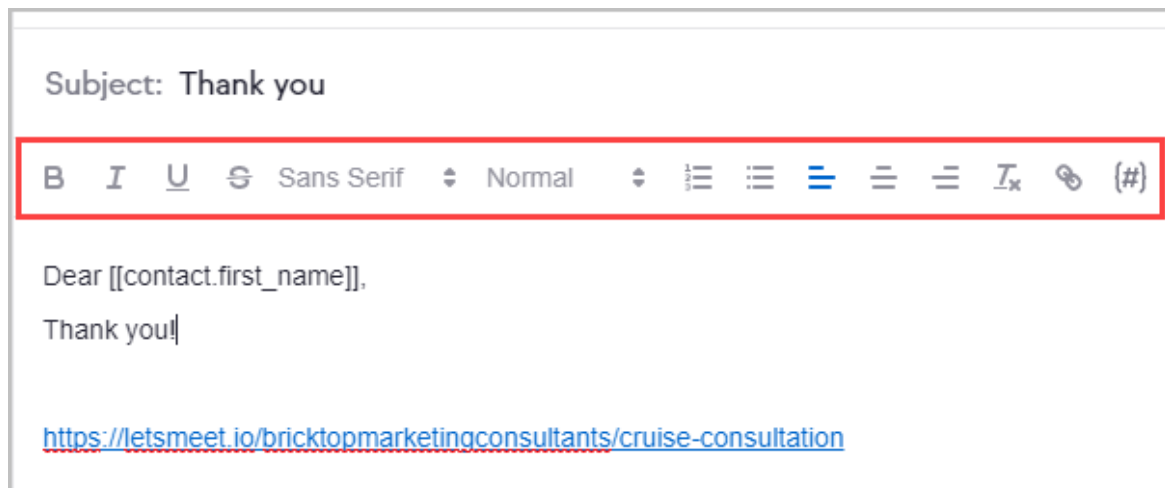 Subject: Thank you
B I U S Sans Serif Normal {#}
Dear [[contact.first_name]],
Thank you!
https://letsmeet.io/bricktopmarketingconsultants/cruise-consultation